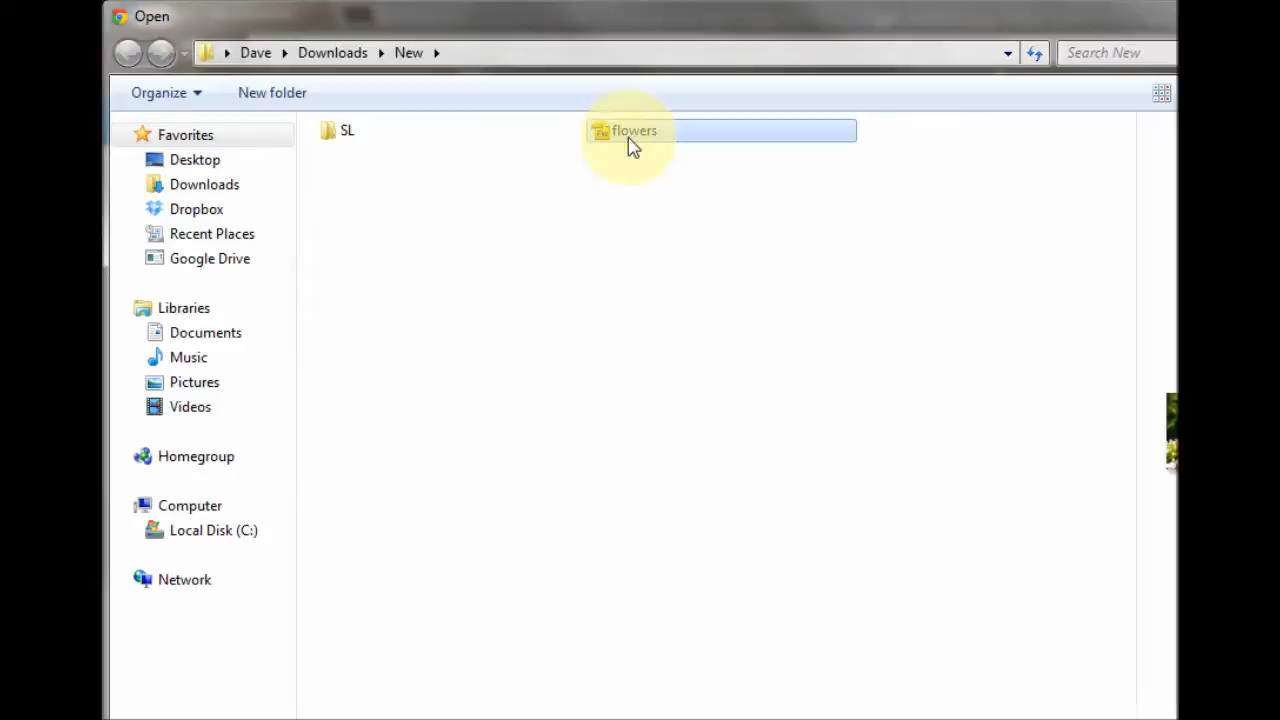 Open
Dave Downloads New
Search New
Organize New folder
SL
flowers
Favorites
Desktop
Downloads
Dropbox
Recent Places
Google Drive
Libraries
Documents
Music
Pictures
Videos
Homegroup
Computer
Local Disk (C:)
Network